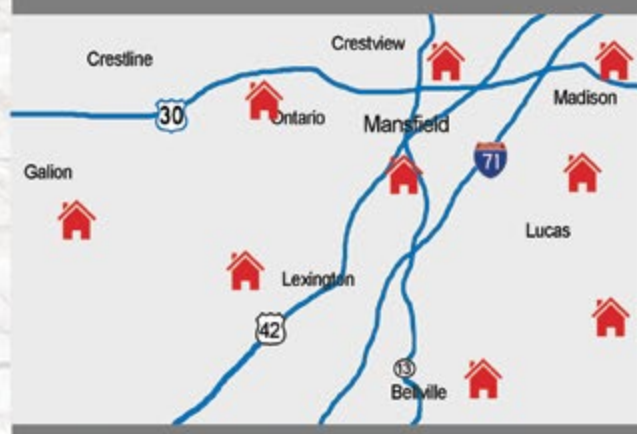 Crestview
Crestline
Madison
30
Ontario
Mansfield
71
Galion
Lucas
Lexington
42
13
Bellville